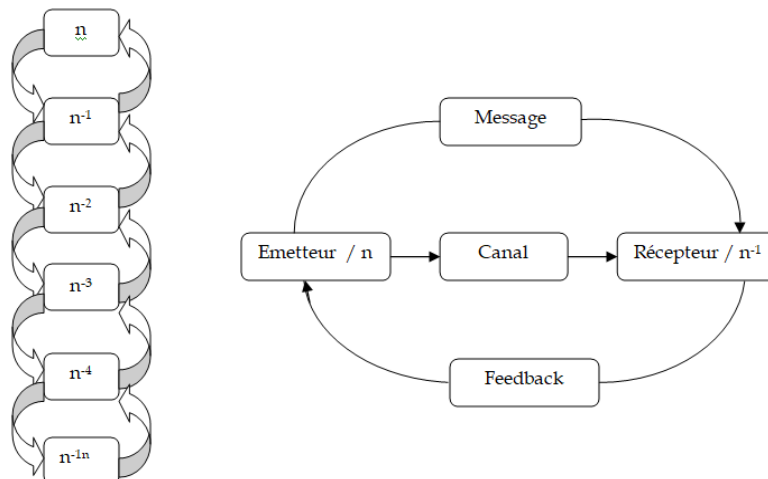 n
n⁻¹
n⁻²
n⁻³
n⁻⁴
n⁻¹ⁿ
Message
Emetteur / n
Canal
Récepteur / n⁻¹
Feedback